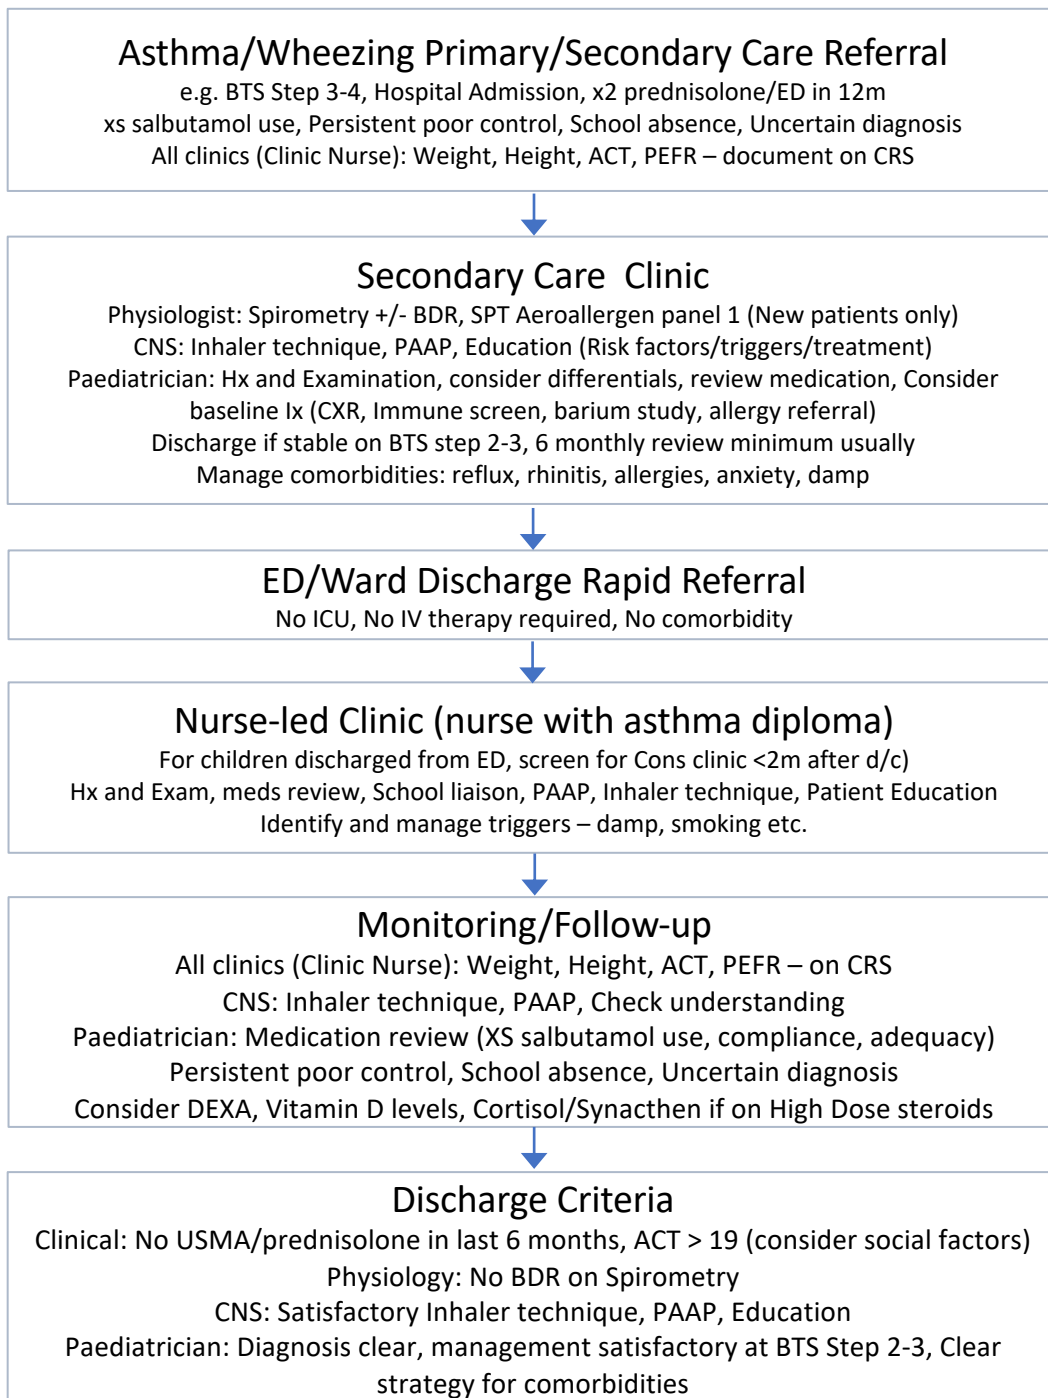 Asthma/Wheezing Primary/Secondary Care Referral
e.g. BTS Step 3-4, Hospital Admission, x2 prednisolone/ED in 12m
xs salbutamol use, Persistent poor control, School absence, Uncertain diagnosis
All clinics (Clinic Nurse): Weight, Height, ACT, PEFR – document on CRS
Secondary Care Clinic
Physiologist: Spirometry +/- BDR, SPT Aeroallergen panel 1 (New patients only)
CNS: Inhaler technique, PAAP, Education (Risk factors/triggers/treatment)
Paediatrician: Hx and Examination, consider differentials, review medication, Consider
baseline Ix (CXR, Immune screen, barium study, allergy referral)
Discharge if stable on BTS step 2-3, 6 monthly review minimum usually
Manage comorbidities: reflux, rhinitis, allergies, anxiety, damp
ED/Ward Discharge Rapid Referral
No ICU, No IV therapy required, No comorbidity
Nurse-led Clinic (nurse with asthma diploma)
For children discharged from ED, screen for Cons clinic <2m after d/c)
Hx and Exam, meds review, School liaison, PAAP, Inhaler technique, Patient Education
Identify and manage triggers – damp, smoking etc.
Monitoring/Follow-up
All clinics (Clinic Nurse): Weight, Height, ACT, PEFR – on CRS
CNS: Inhaler technique, PAAP, Check understanding
Paediatrician: Medication review (XS salbutamol use, compliance, adequacy)
Persistent poor control, School absence, Uncertain diagnosis
Consider DEXA, Vitamin D levels, Cortisol/Synacthen if on High Dose steroids
Discharge Criteria
Clinical: No USMA/prednisolone in last 6 months, ACT > 19 (consider social factors)
Physiology: No BDR on Spirometry
CNS: Satisfactory Inhaler technique, PAAP, Education
Paediatrician: Diagnosis clear, management satisfactory at BTS Step 2-3, Clear
strategy for comorbidities